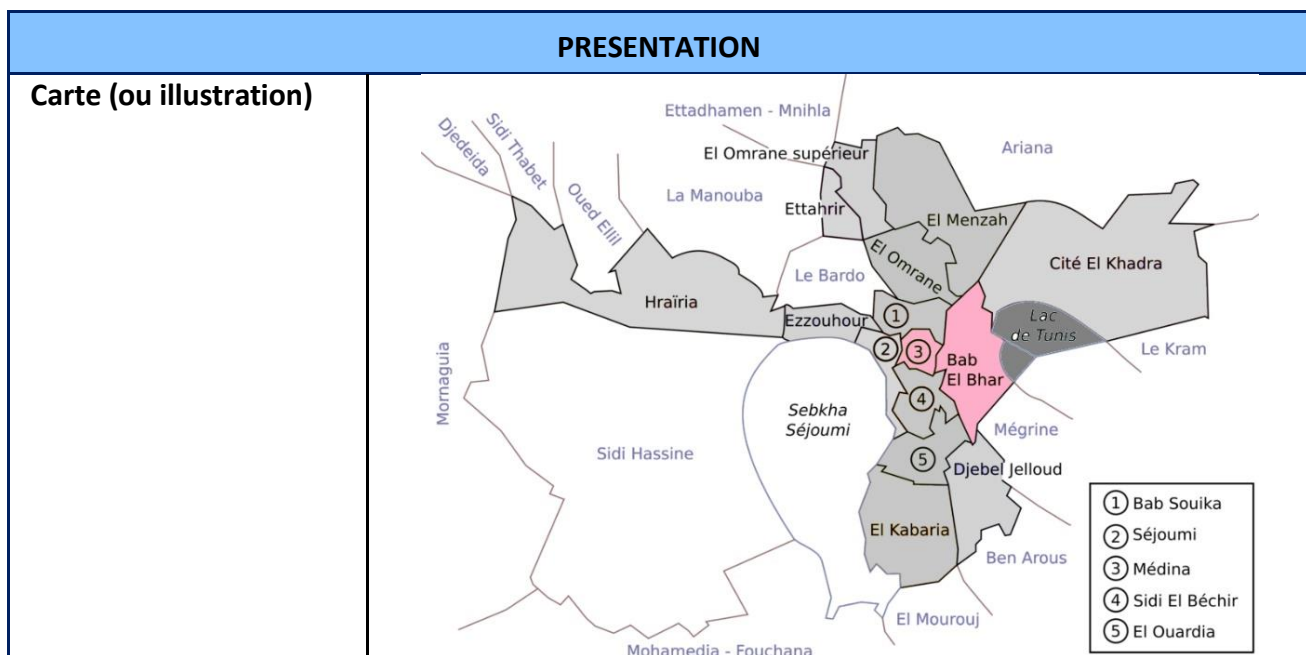 PRESENTATION
Carte (ou illustration)
Ettadhamen - Mnihla
Djedeida
Sidi Thabet
Oued Ellil
El Omrane supérieur
Ariana
La Manouba
Ettahrir
El Menzah
El Omrane
Cité El Khadra
Le Bardo
Hraïria
Ezzouhour
1
2
3
Lac
de Tunis
Le Kram
Bab
El Bhar
Mornaguia
4
Sebkha
Séjoumi
Mégrine
Sidi Hassine
5
Djebel Jelloud
El Kabaria
Ben Arous
El Mourouj
Mohamedia - Fouchana
1 Bab Souika
2 Séjoumi
3 Médina
4 Sidi El Béchir
5 El Ouardia